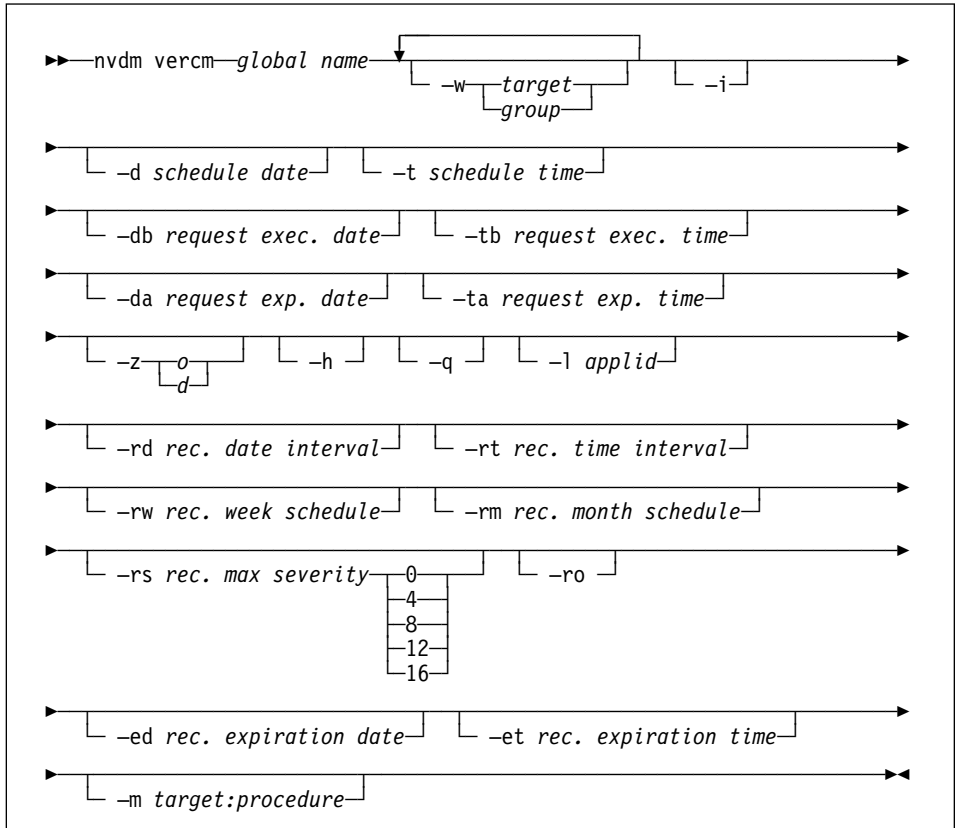 nvdm vercm global name
–w target –i
group
–d schedule date –t schedule time
–db request exec. date –tb request exec. time
–da request exp. date –ta request exp. time
–z o –h –q –l applid
d
–rd rec. date interval –rt rec. time interval
–rw rec. week schedule –rm rec. month schedule
–rs rec. max severity 0 –ro
4
8
12
16
–ed rec. expiration date –et rec. expiration time
–m target:procedure